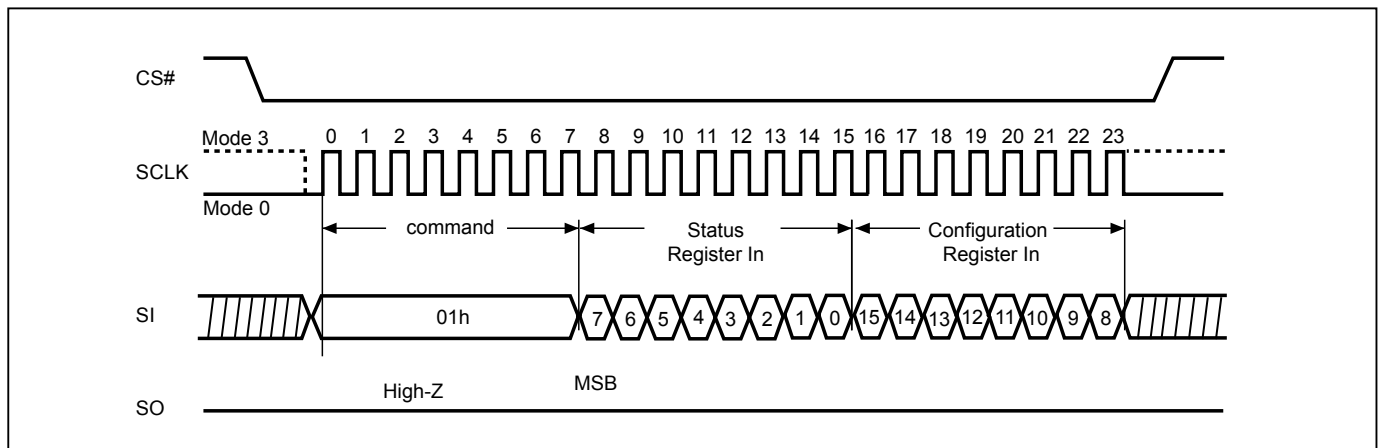 CS#
Mode 3
0 1 2 3 4 5 6 7 8 9 10 11 12 13 14 15 16 17 18 19 20 21 22 23
SCLK
Mode 0
command
Status
Register In
Configuration
Register In
SI
01h
7 6 5 4 3 2 1 0 15 14 13 12 11 10 9 8
High-Z
MSB
SO